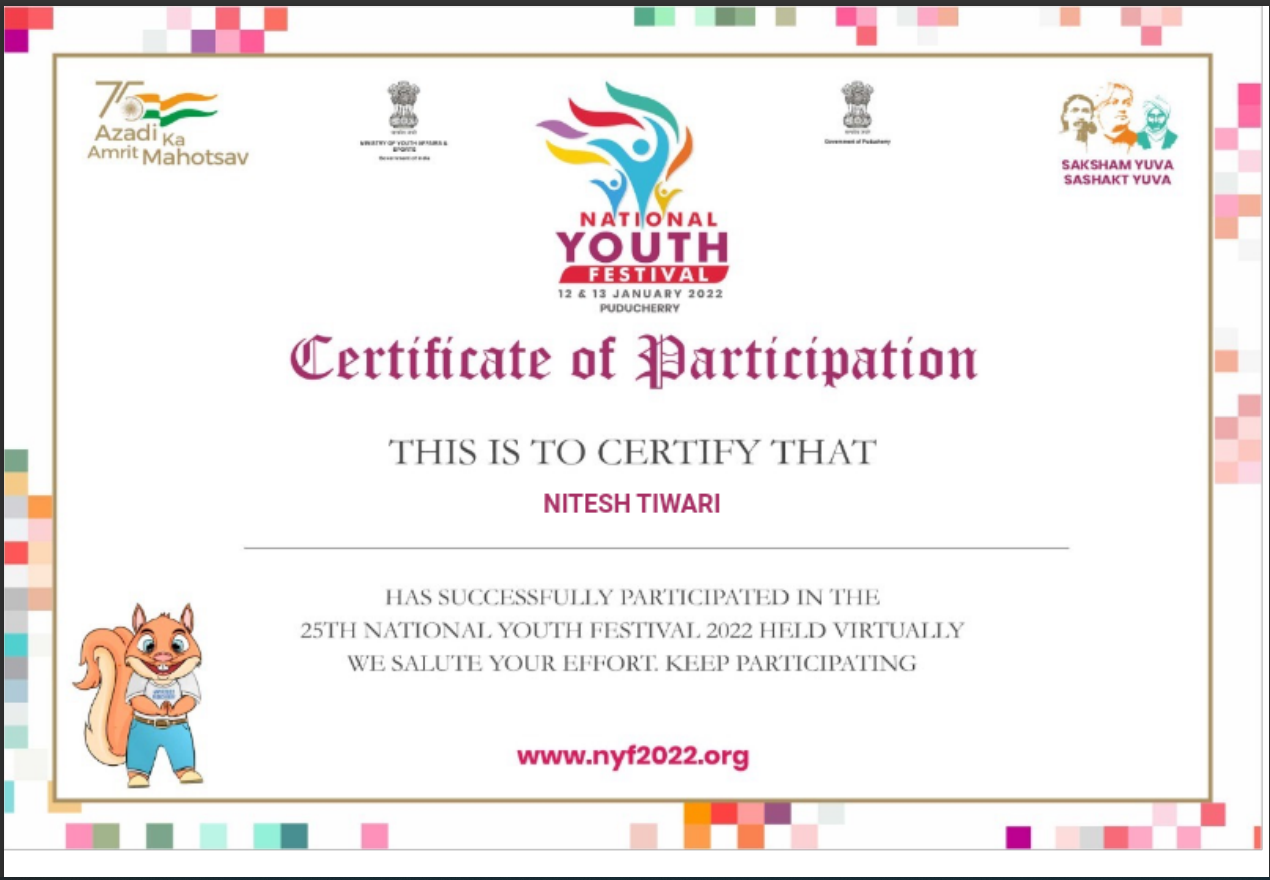 75
Azadi Ka
Amrit Mahotsav
MINISTRY OF YOUTH AFFAIRS &
SPORTS
Government of India
NATIONAL
YOUTH
FESTIVAL
12 & 13 JANUARY 2022
PUDUCHERRY
Government of Puducherry
SAKSHAM YUVA
SASHAKT YUVA
Certificate of Participation
THIS IS TO CERTIFY THAT
NITESH TIWARI
HAS SUCCESSFULLY PARTICIPATED IN THE
25TH NATIONAL YOUTH FESTIVAL 2022 HELD VIRTUALLY
WE SALUTE YOUR EFFORT. KEEP PARTICIPATING
www.nyf2022.org